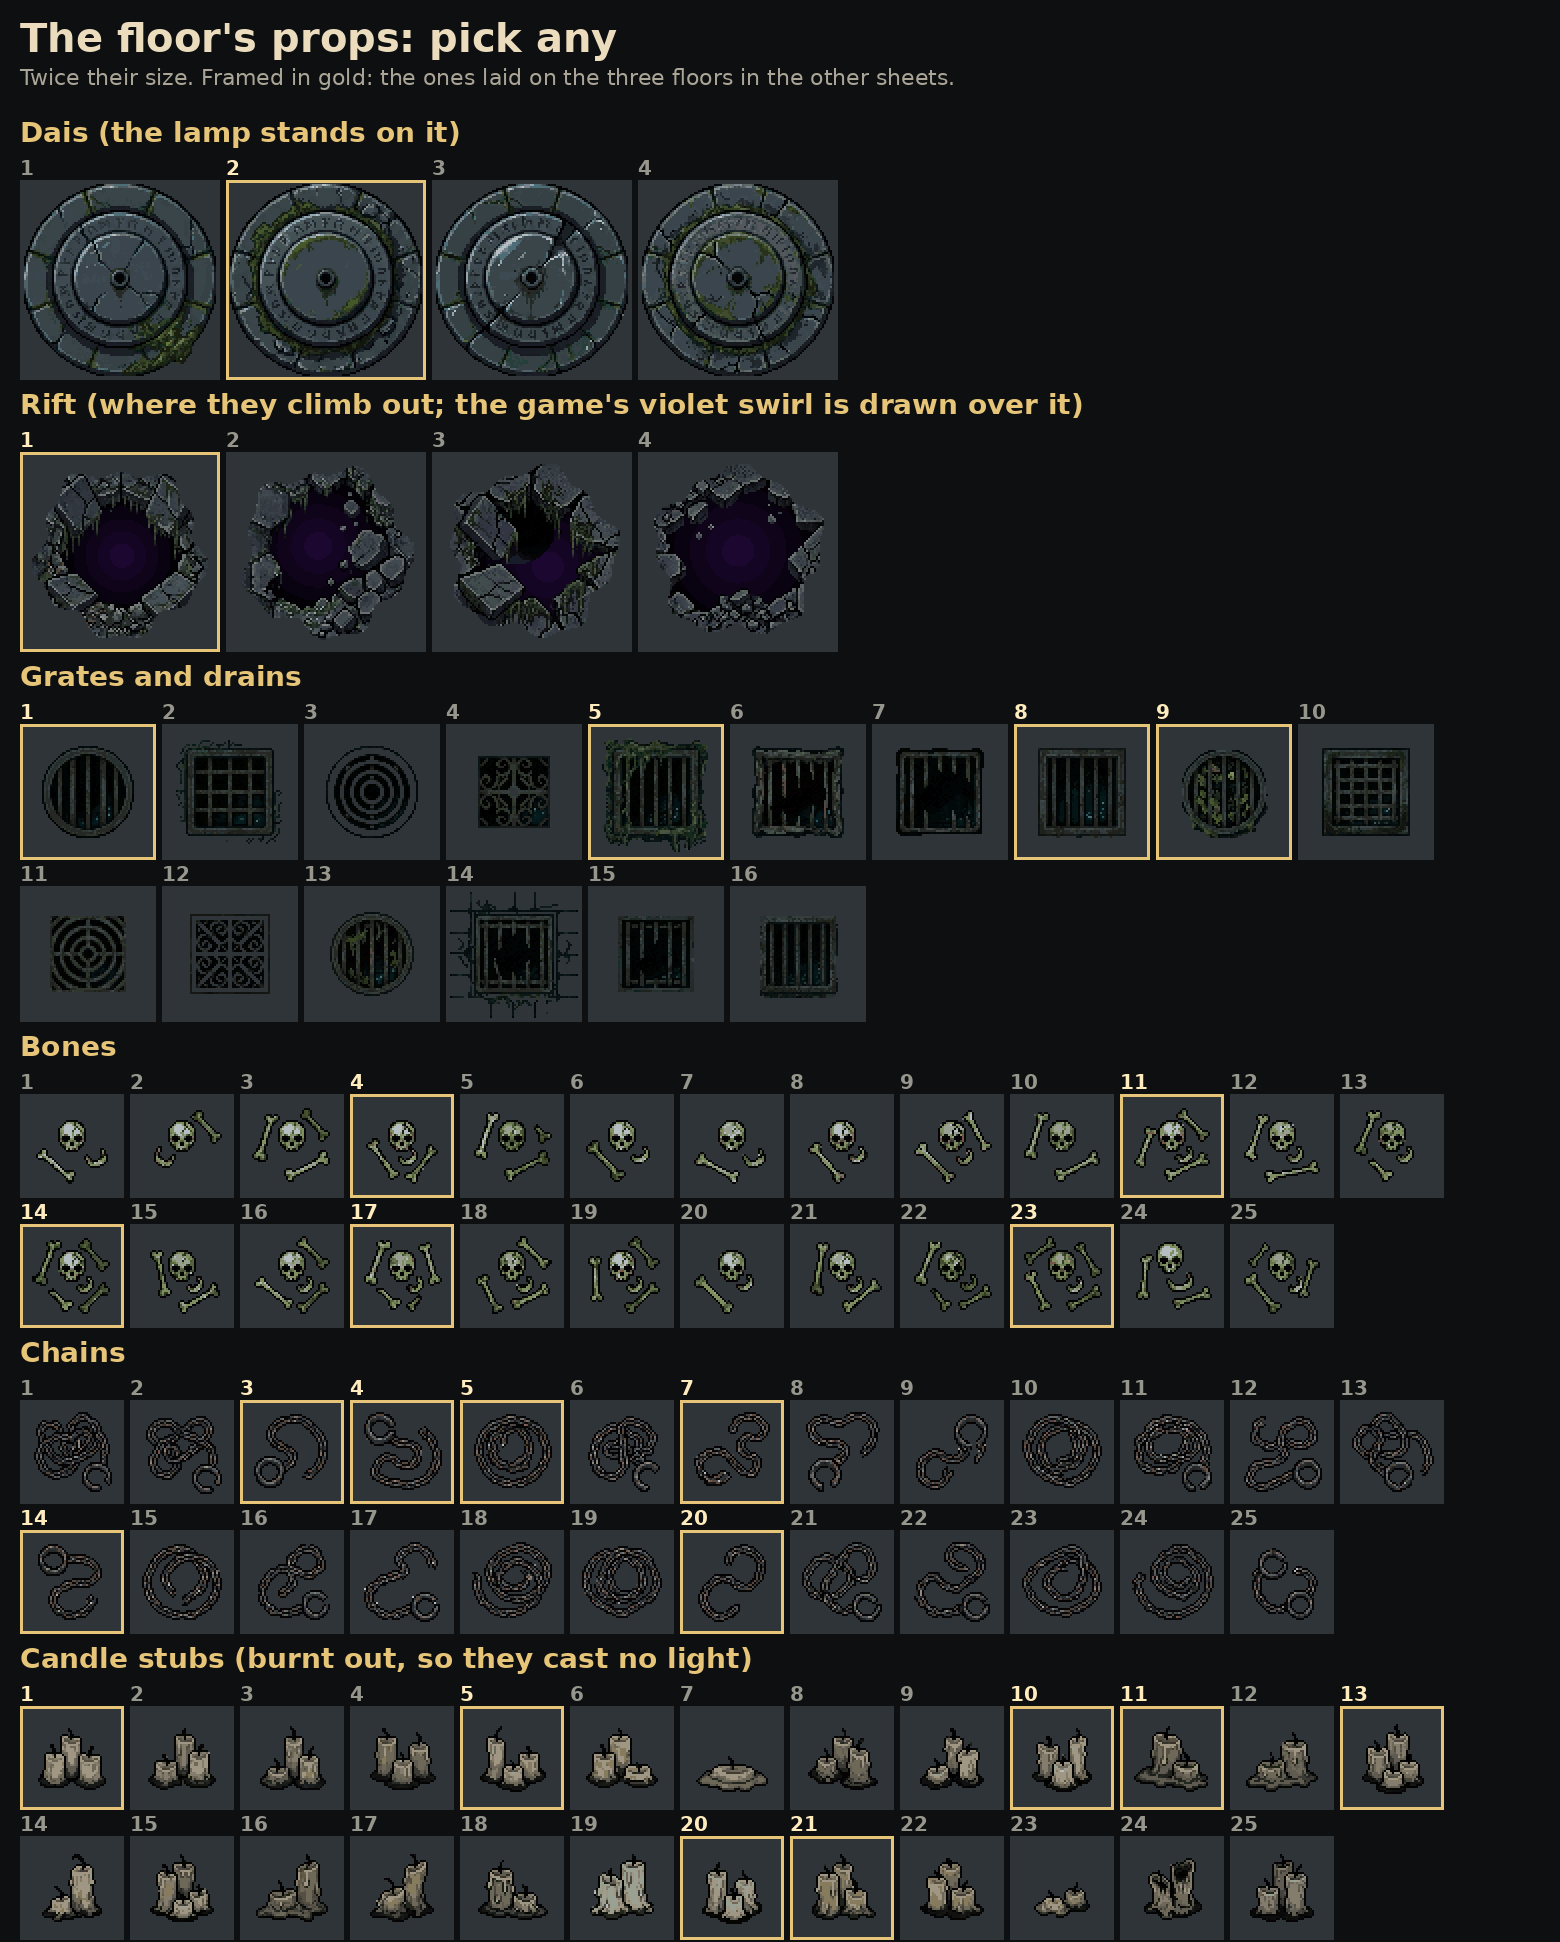 The floor's props: pick any
Twice their size. Framed in gold: the ones laid on the three floors in the other sheets.
Dais (the lamp stands on it)
1 2 3 4
Rift (where they climb out; the game's violet swirl is drawn over it)
1 2 3 4
Grates and drains
1 2 3 4 5 6 7 8 9 10
11 12 13 14 15 16
Bones
1 2 3 4 5 6 7 8 9 10 11 12 13
14 15 16 17 18 19 20 21 22 23 24 25
Chains
1 2 3 4 5 6 7 8 9 10 11 12 13
14 15 16 17 18 19 20 21 22 23 24 25
Candle stubs (burnt out, so they cast no light)
1 2 3 4 5 6 7 8 9 10 11 12 13
14 15 16 17 18 19 20 21 22 23 24 25